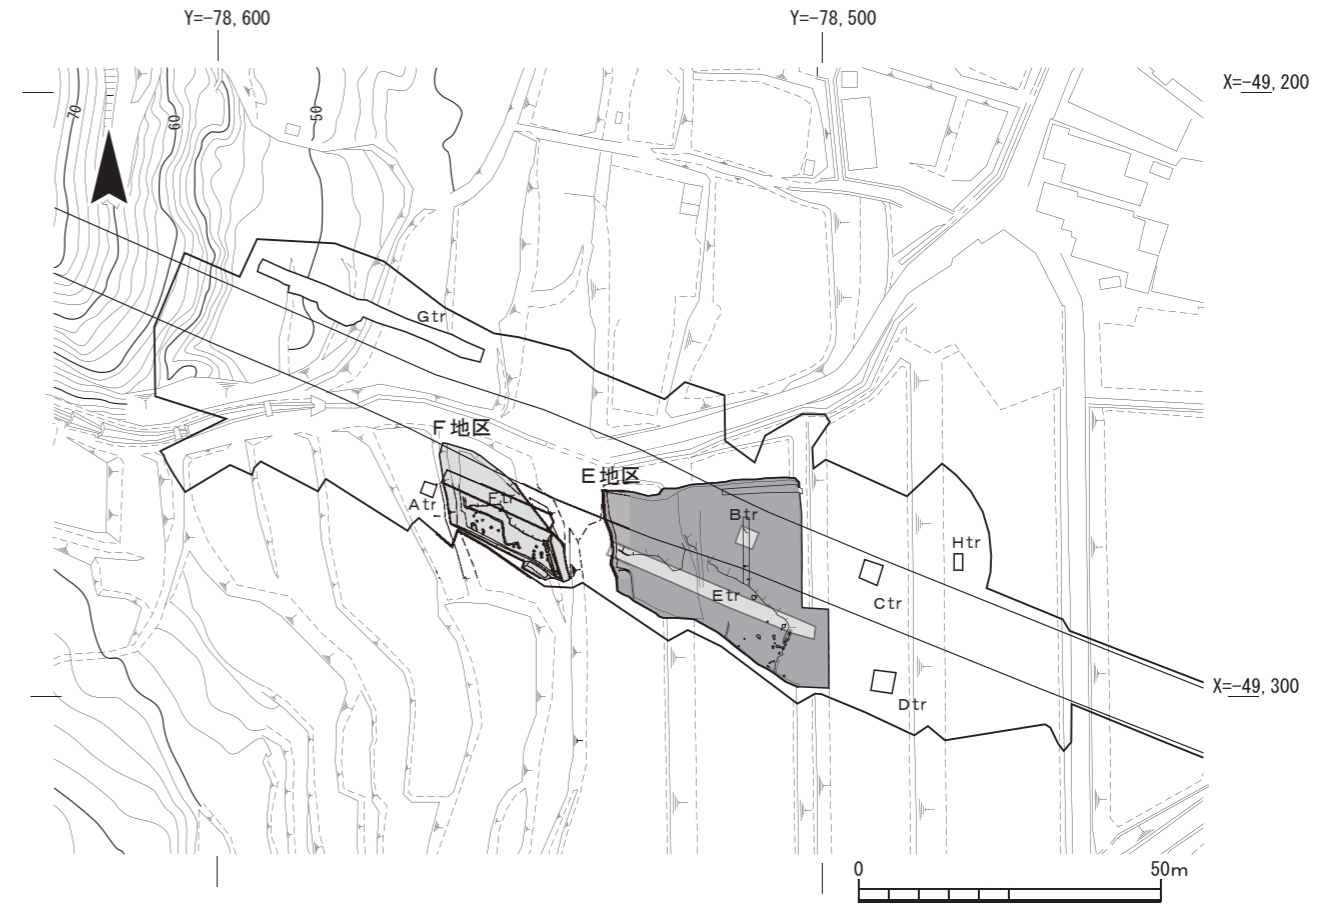 Y=-78,600
Y=-78,500
X=-49,200
70
60
50
Gtr
F地区
E地区
Atr
Ftr
Btr
Htr
Etr
Ctr
X=-49,300
Dtr
0
50m